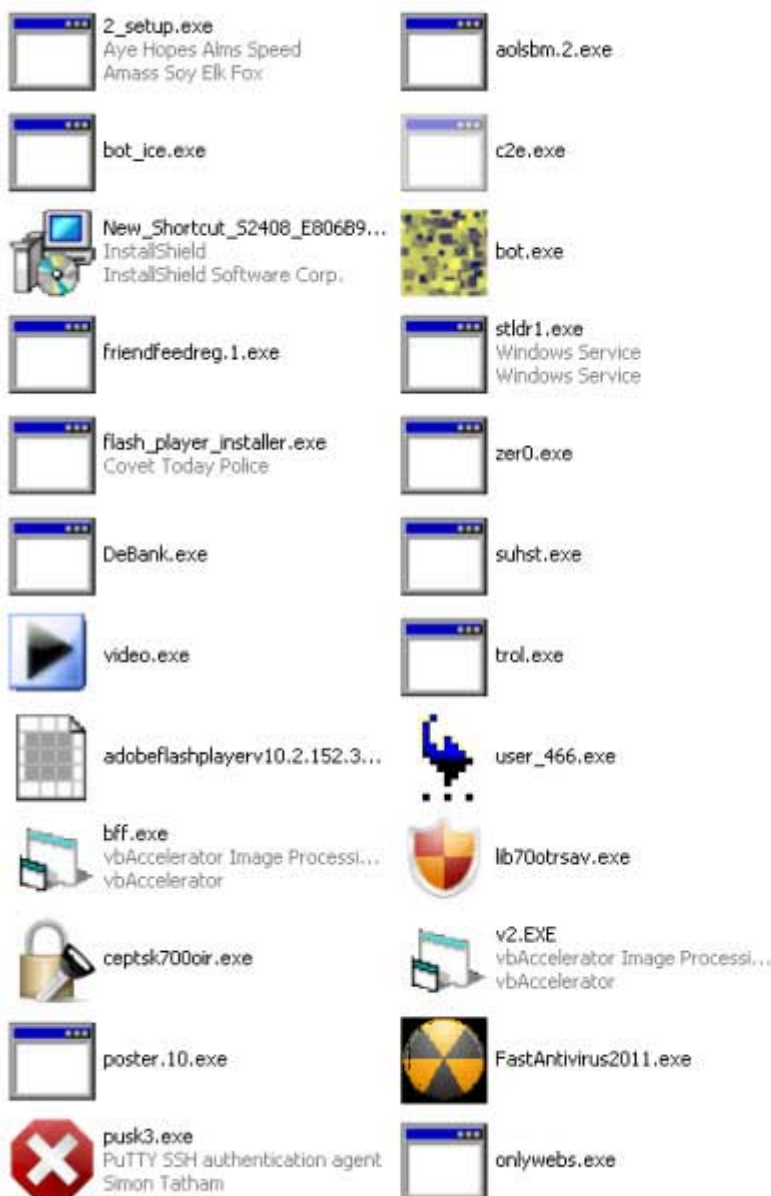 2_setup.exe
Aye Hopes Alms Speed
Amass Soy Elk Fox
aolsbm.2.exe
bot_ice.exe
c2e.exe
New_Shortcut_S2408_E806B9...
InstallShield
InstallShield Software Corp.
bot.exe
friendfeedreg.1.exe
stldr1.exe
Windows Service
Windows Service
flash_player_installer.exe
Covet Today Police
zer0.exe
DeBank.exe
suhst.exe
video.exe
trol.exe
adobeflashplayerv10.2.152.3...
user_466.exe
bff.exe
vbAccelerator Image Processi...
vbAccelerator
lib70otrsav.exe
ceptsk700oir.exe
v2.EXE
vbAccelerator Image Processi...
vbAccelerator
poster.10.exe
FastAntivirus2011.exe
pusk3.exe
PuTTY SSH authentication agent
Simon Tatham
onlywebs.exe